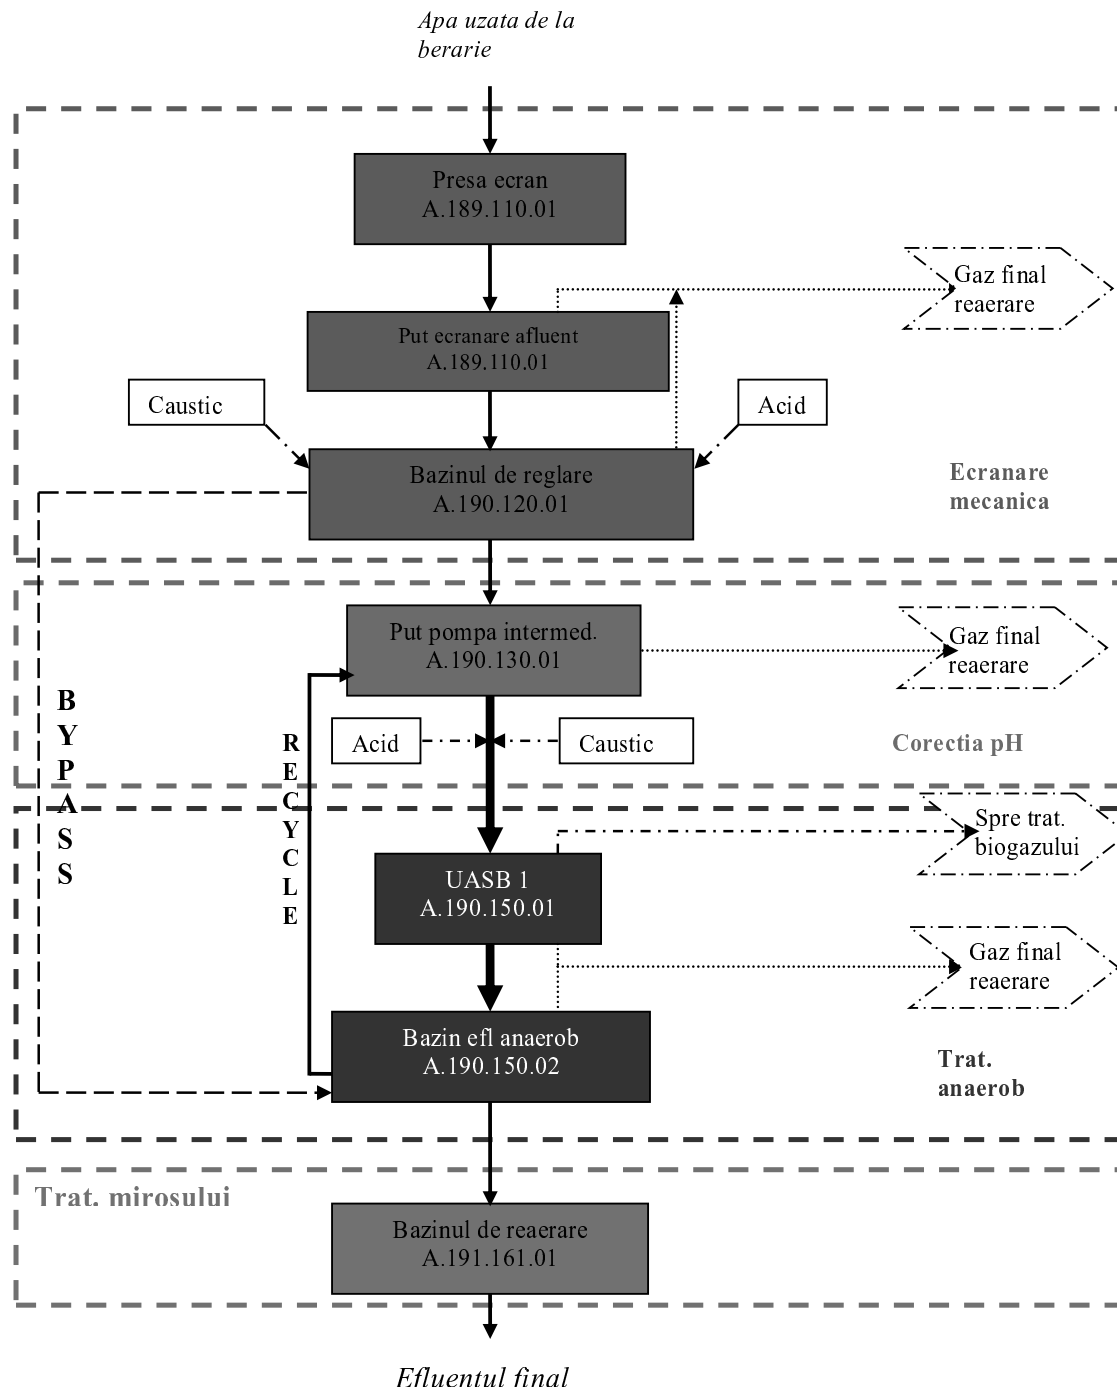 Apa uzata de la
berarie
Presa ecran
A.189.110.01
Gaz final
reaerare
Put ecranare afluent
A.189.110.01
Caustic
Acid
Bazinul de reglare
A.190.120.01
Ecranare
mecanica
Put pompa intermed.
A.190.130.01
Gaz final
reaerare
BYPASS
RECYCLE
Acid
Caustic
Corectia pH
Spre trat.
biogazului
UASB 1
A.190.150.01
Gaz final
reaerare
Bazin efl anaerob
A.190.150.02
Trat.
anaerob
Trat. mirosului
Bazinul de reaerare
A.191.161.01
Efluentul final